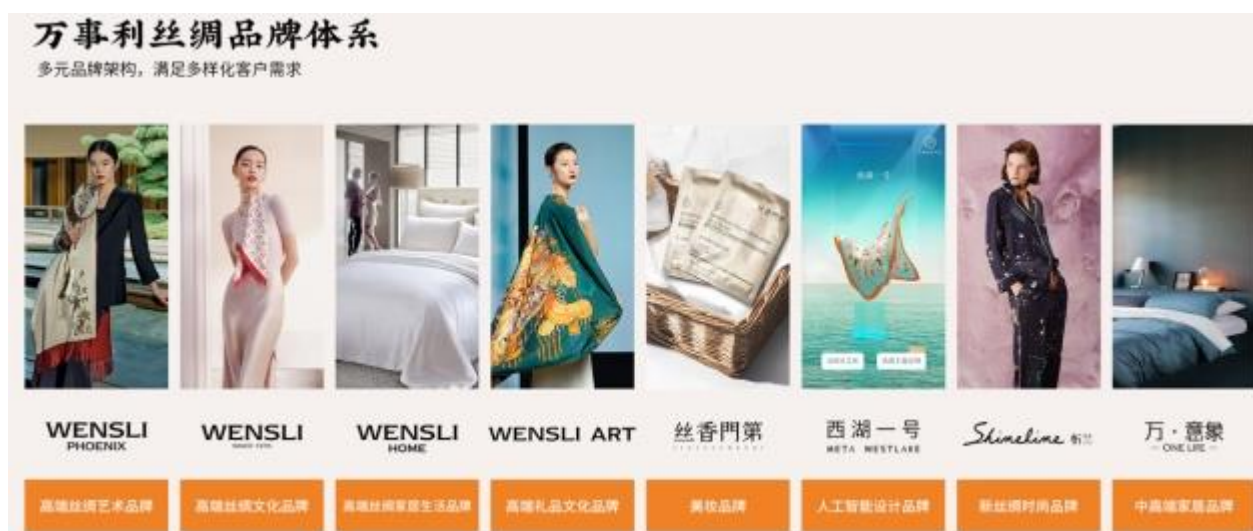 万事利丝绸品牌体系
多元品牌架构，满足多样化客户需求
西湖一号
WENSLI
PHOENIX
WENSLI
WENSLI
HOME
WENSLI ART
丝香門第
西湖一号
META WESTLAKE
Shineline
万·意象
ONE LIFE
高端丝绸艺术品牌
高端丝绸文化品牌
高端丝绸家居生活品牌
高端礼品文化品牌
美妆品牌
人工智能设计品牌
新丝绸时尚品牌
中高端家居品牌